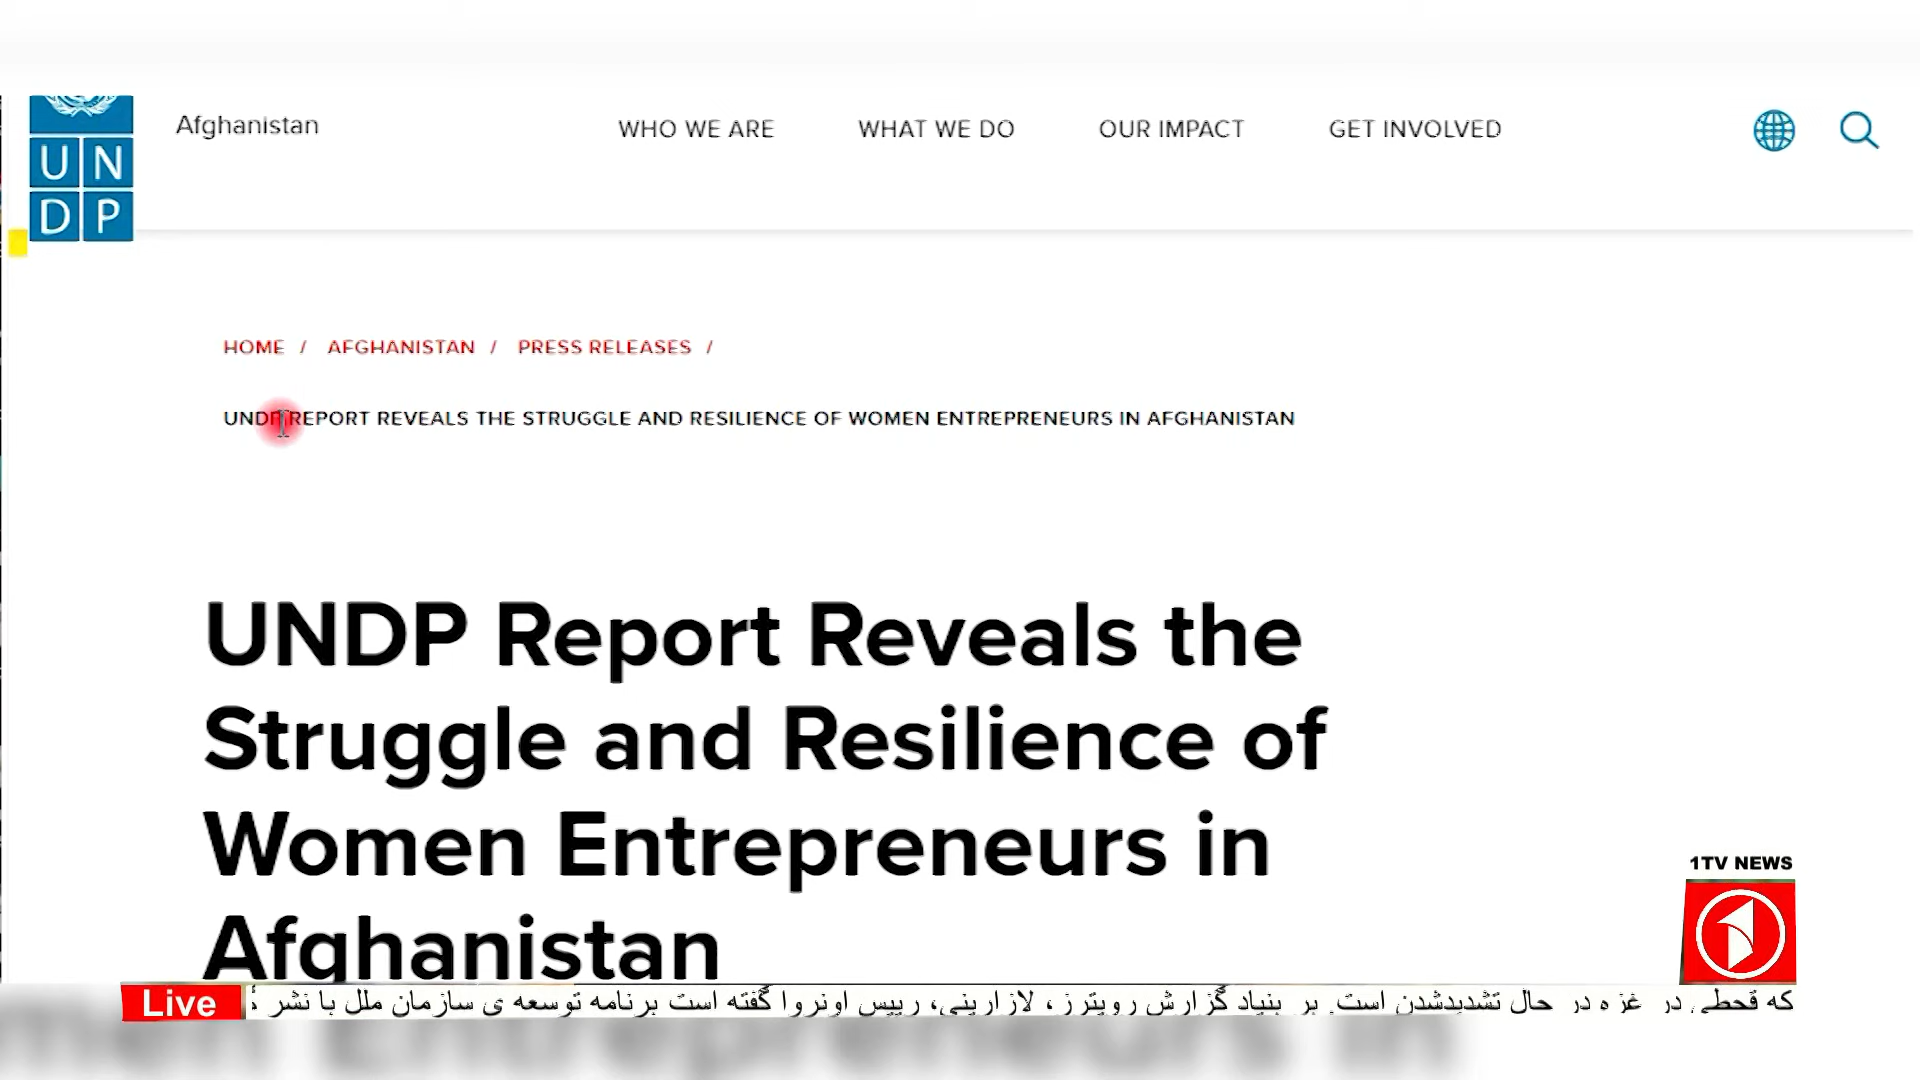 UN
DP
Afghanistan
WHO WE ARE
WHAT WE DO
OUR IMPACT
GET INVOLVED
HOME / AFGHANISTAN / PRESS RELEASES /
UNDP REPORT REVEALS THE STRUGGLE AND RESILIENCE OF WOMEN ENTREPRENEURS IN AFGHANISTAN
UNDP Report Reveals the
Struggle and Resilience of
Women Entrepreneurs in
Afghanistan
1TV NEWS
Live
که قحطی در غزه در حال تشدیدشدن است. بر بنیاد گزارش رویترز، لازارینی، رییس اونروا گفته است برنامه توسعه ی سازمان ملل با نشر